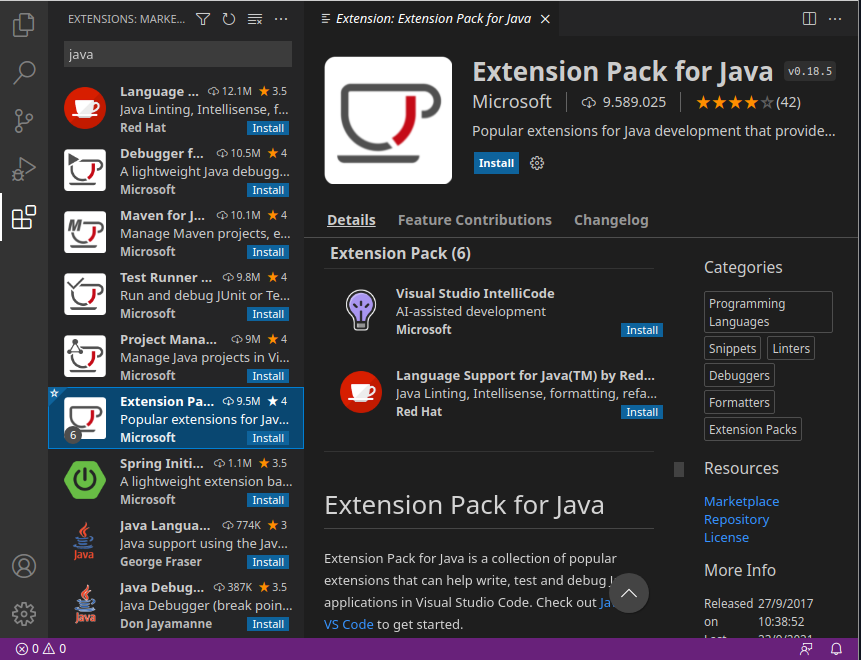 EXTENSIONS: MARKE...
java
Language ... 12.1M 3.5
Java Linting, Intellisense, f...
Red Hat Install
Debugger f... 10.5M 4
A lightweight Java debugg...
Microsoft Install
Maven for J... 10.1M 4
Manage Maven projects, e...
Microsoft Install
Test Runner ... 9.8M 4
Run and debug JUnit or Te...
Microsoft Install
Project Mana... 9M 4
Manage Java projects in Vi...
Microsoft Install
Extension Pa... 9.5M 4
Popular extensions for Jav...
6 Microsoft Install
Spring Initi... 1.1M 3.5
A lightweight extension ba...
Microsoft Install
Java Langua... 774K 3
Java support using the Jav...
George Fraser Install
Java Debug... 387K 3.5
Java Debugger (break poin...
Don Jayamanne Install
Extension: Extension Pack for Java
Extension Pack for Java v0.18.5
Microsoft 9.589.025 (42)
Popular extensions for Java development that provide...
Install
Details Feature Contributions Changelog
Extension Pack (6)
Visual Studio IntelliCode
AI-assisted development
Microsoft Install
Language Support for Java(TM) by Red...
Java Linting, Intellisense, formatting, refa...
Red Hat Install
Extension Pack for Java
Extension Pack for Java is a collection of popular
extensions that can help write, test and debug
applications in Visual Studio Code. Check out
VS Code to get started.
Categories
Programming
Languages
Snippets Linters
Debuggers
Formatters
Extension Packs
Resources
Marketplace
Repository
License
More Info
Released 27/9/2017
on 10:38:52
0 0